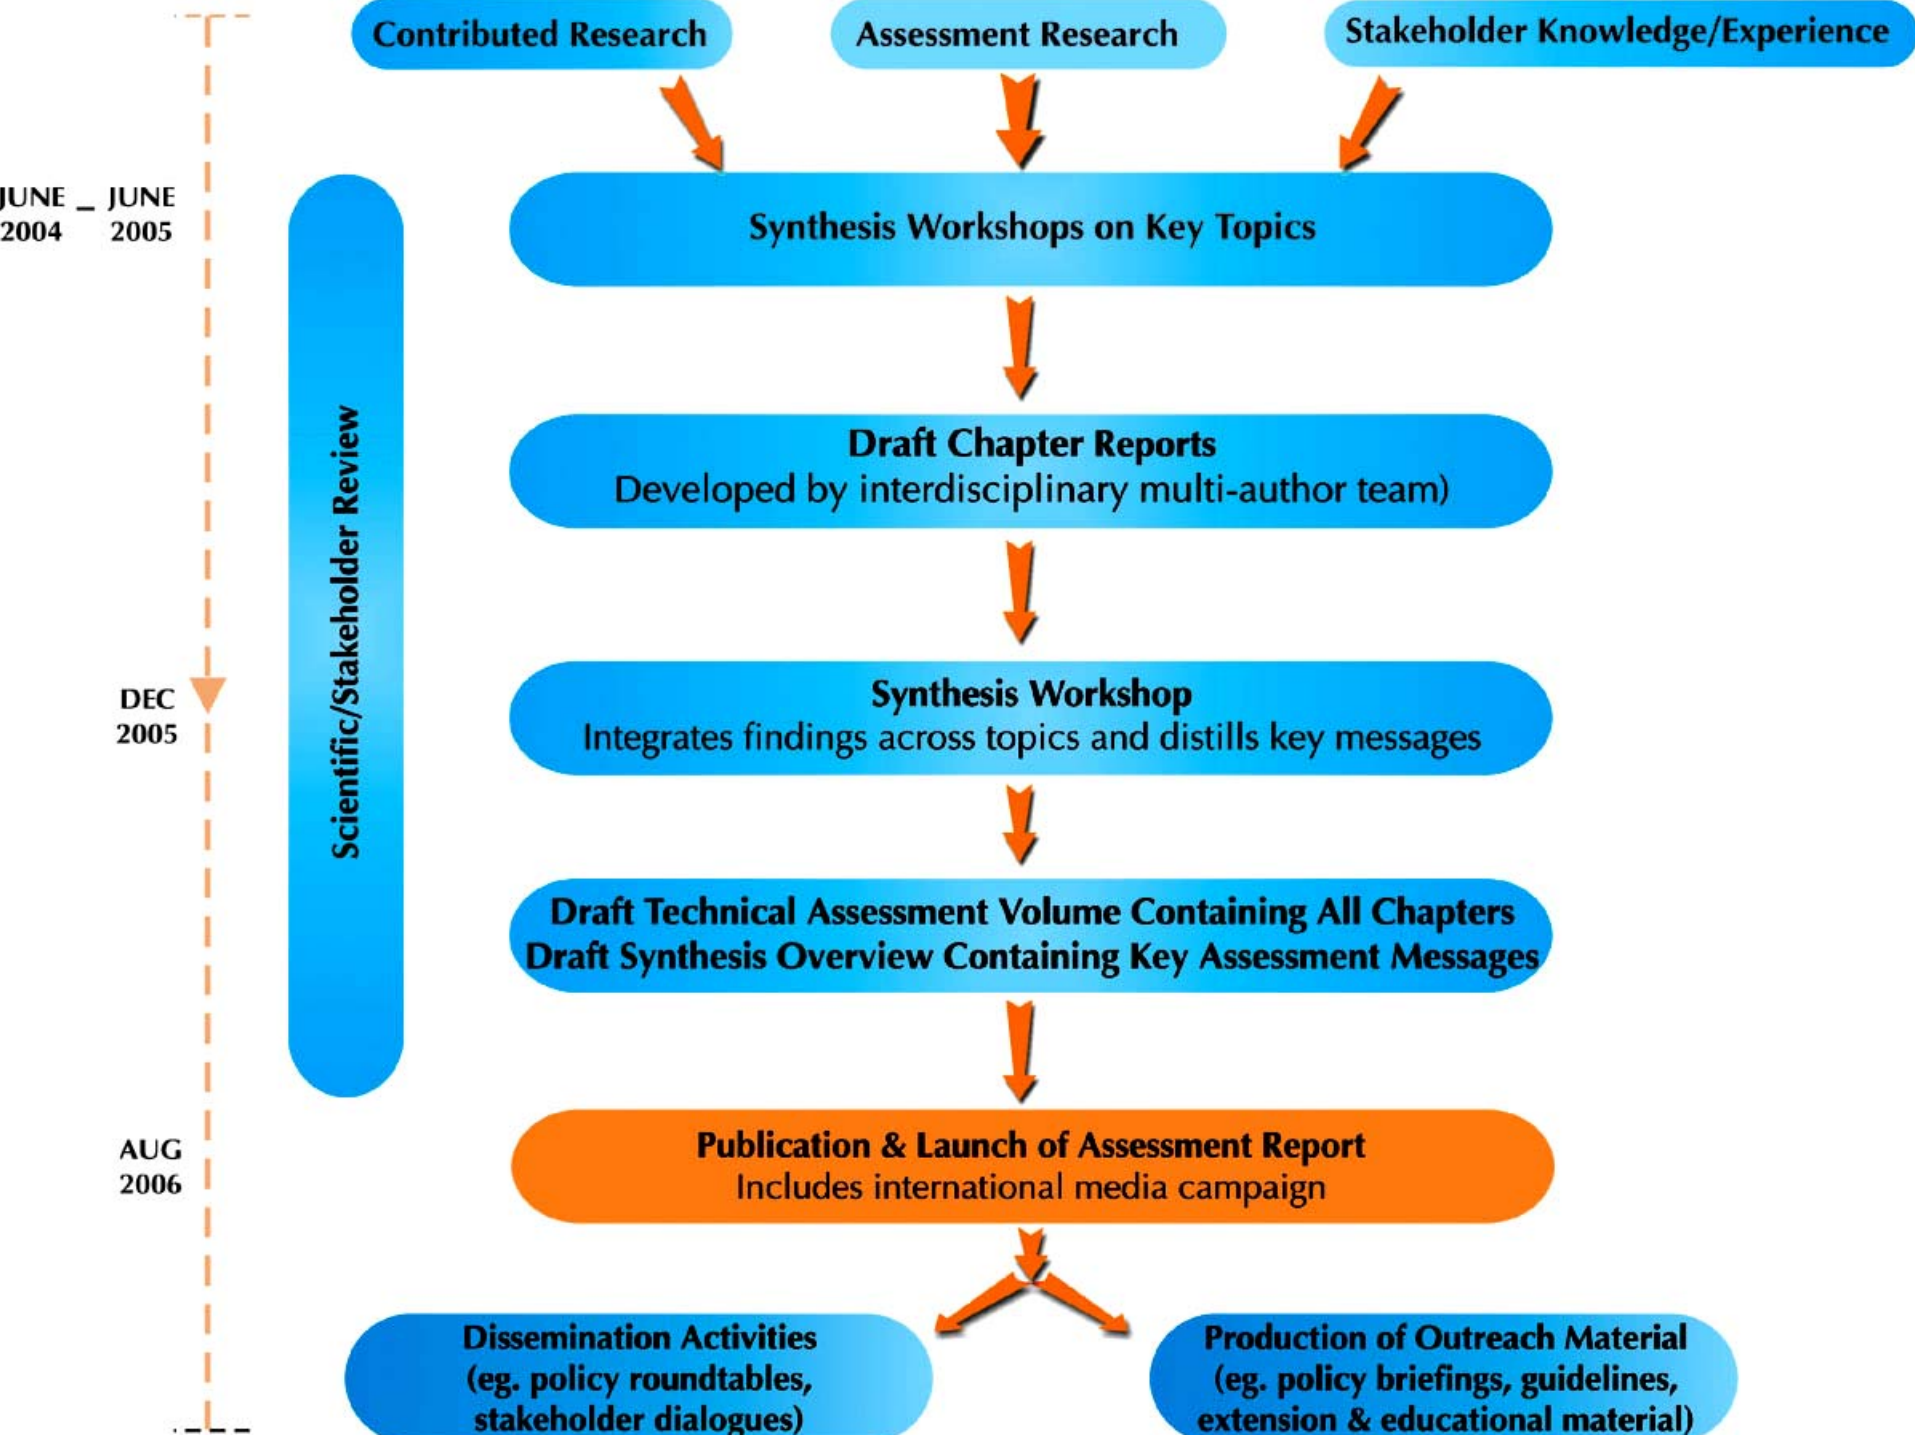 Contributed Research
Assessment Research
Stakeholder Knowledge/Experience
JUNE _ JUNE
2004 2005
Synthesis Workshops on Key Topics
Scientific/Stakeholder Review
Draft Chapter Reports
Developed by interdisciplinary multi-author team)
DEC
2005
Synthesis Workshop
Integrates findings across topics and distills key messages
Draft Technical Assessment Volume Containing All Chapters
Draft Synthesis Overview Containing Key Assessment Messages
AUG
2006
Publication & Launch of Assessment Report
Includes international media campaign
Dissemination Activities
(eg. policy roundtables,
stakeholder dialogues)
Production of Outreach Material
(eg. policy briefings, guidelines,
extension & educational material)